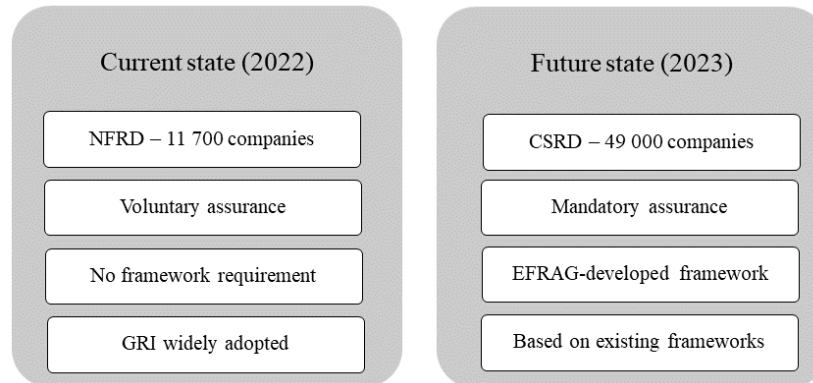 Current state (2022)
NFRD – 11 700 companies
Voluntary assurance
No framework requirement
GRI widely adopted
Future state (2023)
CSRD – 49 000 companies
Mandatory assurance
EFRAG-developed framework
Based on existing frameworks